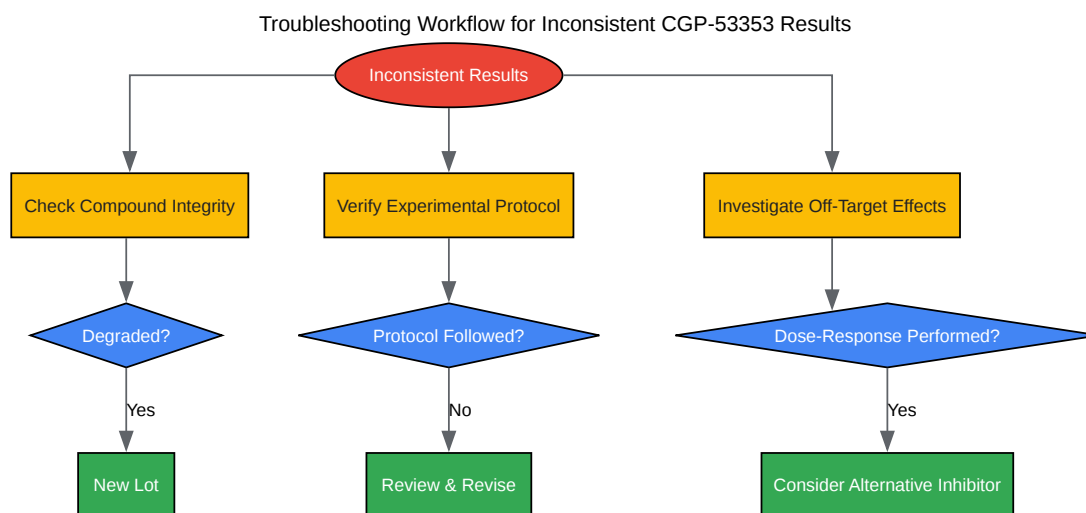 Troubleshooting Workflow for Inconsistent CGP-53353 Results
Inconsistent Results
Check Compound Integrity
Verify Experimental Protocol
Investigate Off-Target Effects
Degraded?
Protocol Followed?
Dose-Response Performed?
Yes
No
Yes
New Lot
Review & Revise
Consider Alternative Inhibitor